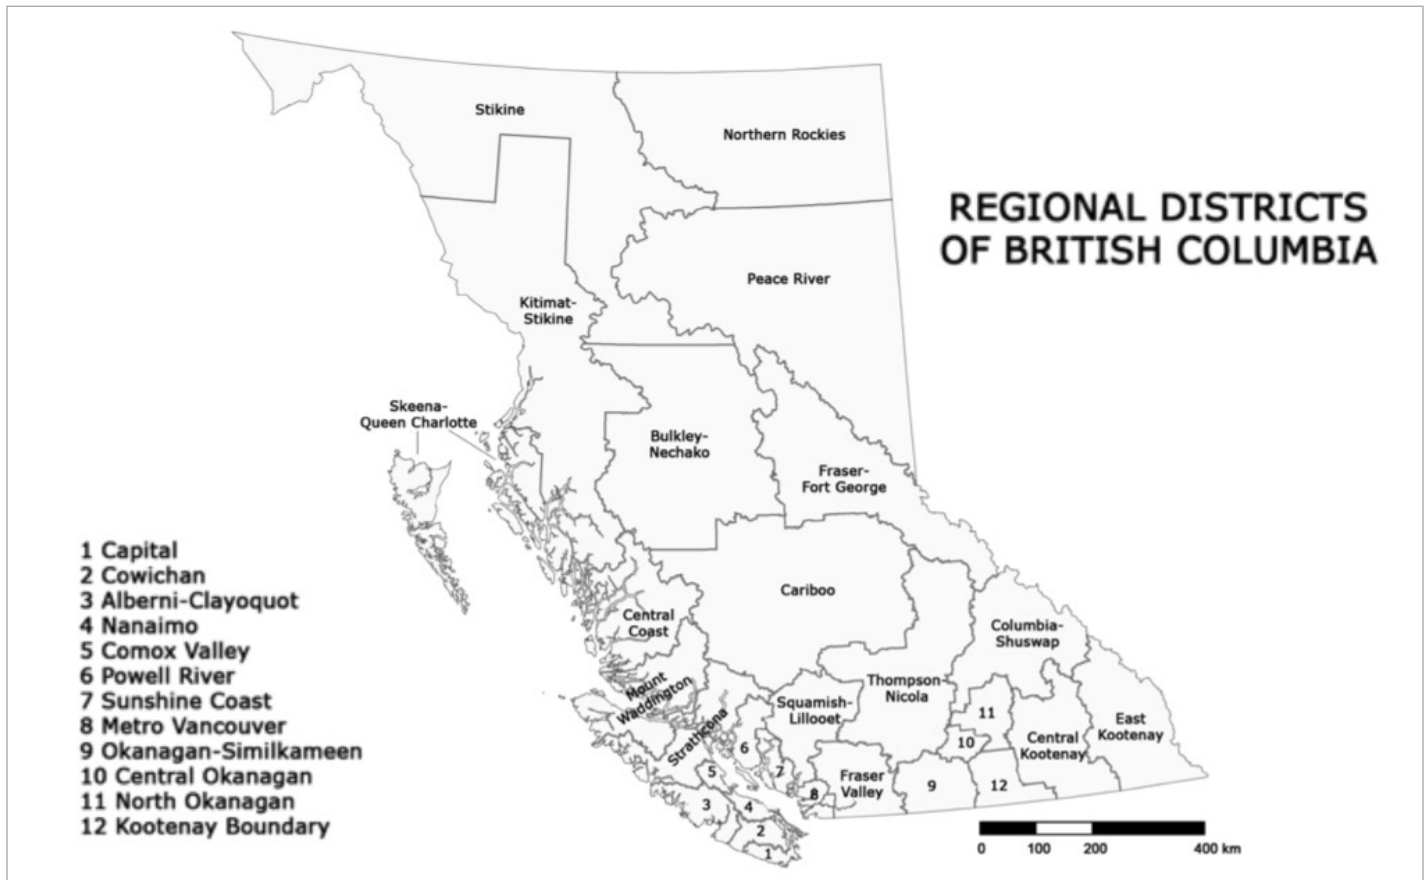 REGIONAL DISTRICTS
OF BRITISH COLUMBIA
Stikine
Northern Rockies
Peace River
Kitimat-
Stikine
Skeena-
Queen Charlotte
Bulkley-
Nechako
Fraser-
Fort George
Cariboo
Central
Coast
Columbia-
Shuswap
Mount
Waddington
Strathcona
Squamish-
Lillooet
Thompson-
Nicola
East
Kootenay
Central
Kootenay
Fraser
Valley
11
10
6
7
5
8
9
12
3
4
2
1
1 Capital
2 Cowichan
3 Alberni-Clayoquot
4 Nanaimo
5 Comox Valley
6 Powell River
7 Sunshine Coast
8 Metro Vancouver
9 Okanagan-Similkameen
10 Central Okanagan
11 North Okanagan
12 Kootenay Boundary
0 100 200 400 km